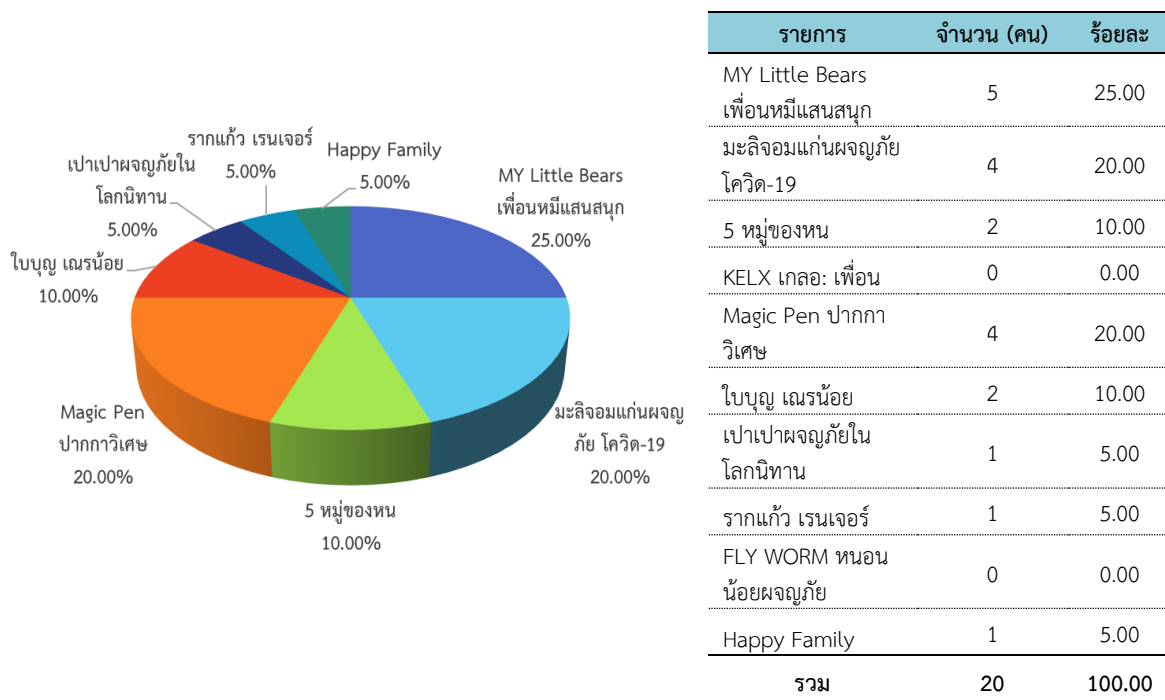 รากแก้ว เรนเจอร์
5.00%
Happy Family
5.00%
เปาเปาผจญภัยใน
โลกนิทาน
5.00%
MY Little Bears
เพื่อนหมีแสนสนุก
25.00%
ใบบุญ เณรน้อย
10.00%
Magic Pen
ปากกาวิเศษ
20.00%
มะลิจอมแก่นผจญ
ภัย โควิด-19
20.00%
5 หมู่ของหน
10.00%
รายการ จำนวน (คน) ร้อยละ
MY Little Bears
เพื่อนหมีแสนสนุก 5 25.00
มะลิจอมแก่นผจญภัย
โควิด-19 4 20.00
5 หมู่ของหน 2 10.00
KELX เกลอ: เพื่อน 0 0.00
Magic Pen ปากกา
วิเศษ 4 20.00
ใบบุญ เณรน้อย 2 10.00
เปาเปาผจญภัยใน
โลกนิทาน 1 5.00
รากแก้ว เรนเจอร์ 1 5.00
FLY WORM หนอน
น้อยผจญภัย 0 0.00
Happy Family 1 5.00
รวม 20 100.00